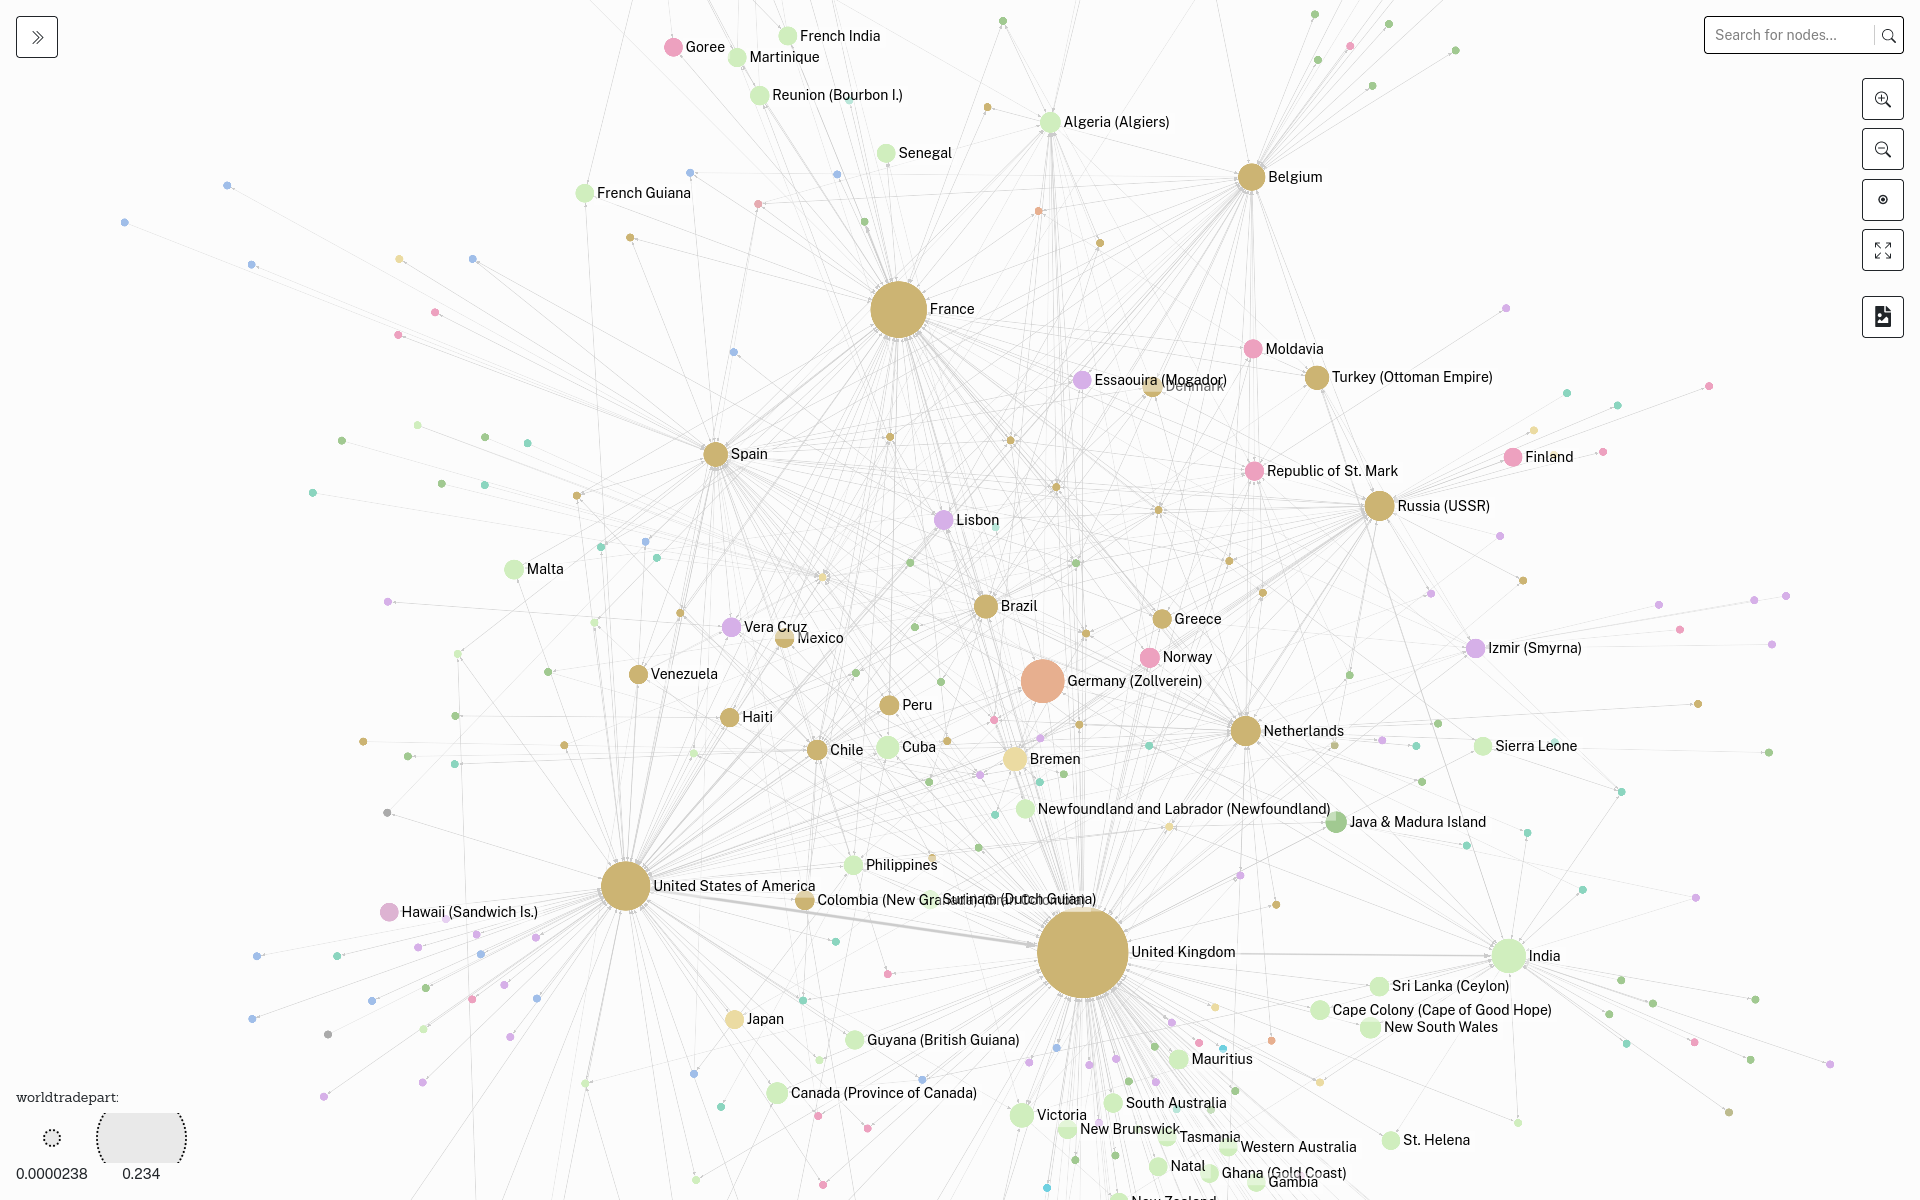 French India
Search for nodes...
Goree
Martinique
Reunion (Bourbon I.)
Algeria (Algiers)
Senegal
Belgium
French Guiana
France
Moldavia
Turkey (Ottoman Empire)
Essaouira (Mogador)
Denmark
Spain
Finland
Republic of St. Mark
Russia (USSR)
Lisbon
Malta
Brazil
Greece
Vera Cruz
Mexico
Izmir (Smyrna)
Norway
Venezuela
Germany (Zollverein)
Peru
Haiti
Netherlands
Chile
Cuba
Sierra Leone
Bremen
Newfoundland and Labrador (Newfoundland)
Java & Madura Island
Philippines
United States of America
Colombia (New Granada) (Gran Colombia)
Surinam (Dutch Guiana)
Hawaii (Sandwich Is.)
United Kingdom
India
Sri Lanka (Ceylon)
Cape Colony (Cape of Good Hope)
Japan
New South Wales
Guyana (British Guiana)
Mauritius
Canada (Province of Canada)
worldtradepart:
South Australia
Victoria
New Brunswick
Tasmania
Western Australia
St. Helena
Natal
Ghana (Gold Coast)
0.0000238
0.234
Gambia
New Zealand